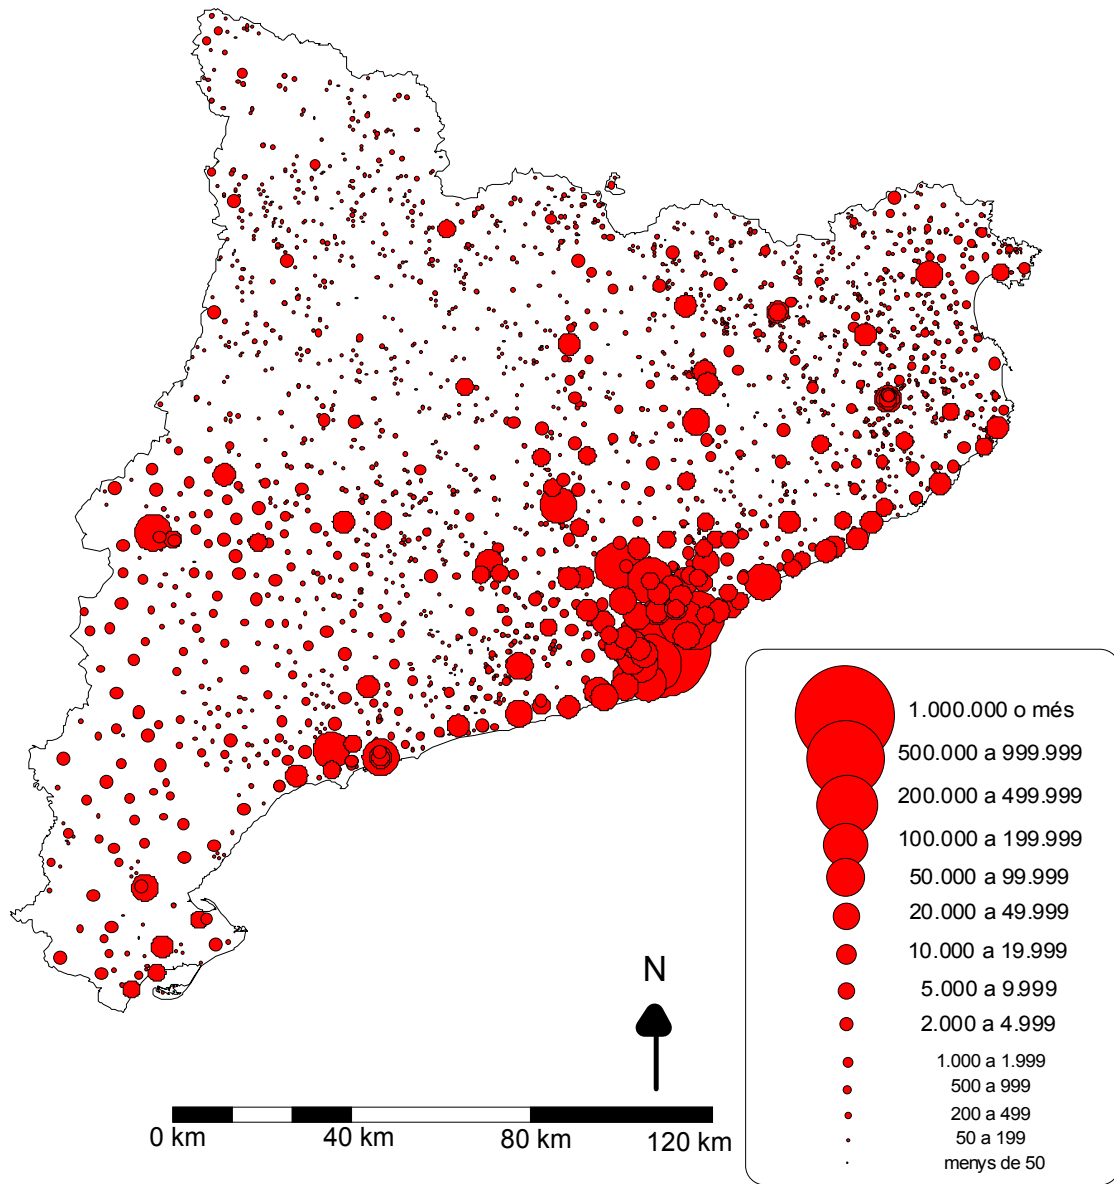 1.000.000 o més
500.000 a 999.999
200.000 a 499.999
100.000 a 199.999
50.000 a 99.999
20.000 a 49.999
10.000 a 19.999
5.000 a 9.999
2.000 a 4.999
1.000 a 1.999
500 a 999
200 a 499
50 a 199
menys de 50
N
0 km 40 km 80 km 120 km